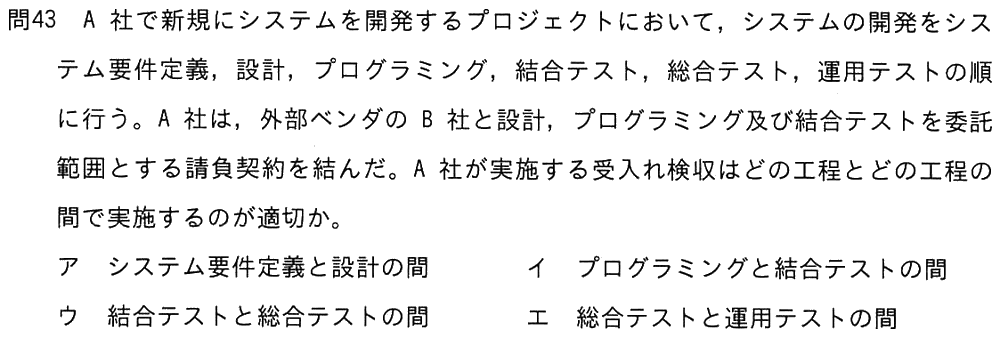 問43 A 社で新規にシステムを開発するプロジェクトにおいて，システムの開発をシス
テム要件定義，設計，プログラミング，結合テスト，総合テスト，運用テストの順
に行う。A 社は，外部ベンダの B 社と設計，プログラミング及び結合テストを委託
範囲とする請負契約を結んだ。A 社が実施する受入れ検収はどの工程とどの工程の
間で実施するのが適切か。
ア システム要件定義と設計の間 イ プログラミングと結合テストの間
ウ 結合テストと総合テストの間 エ 総合テストと運用テストの間